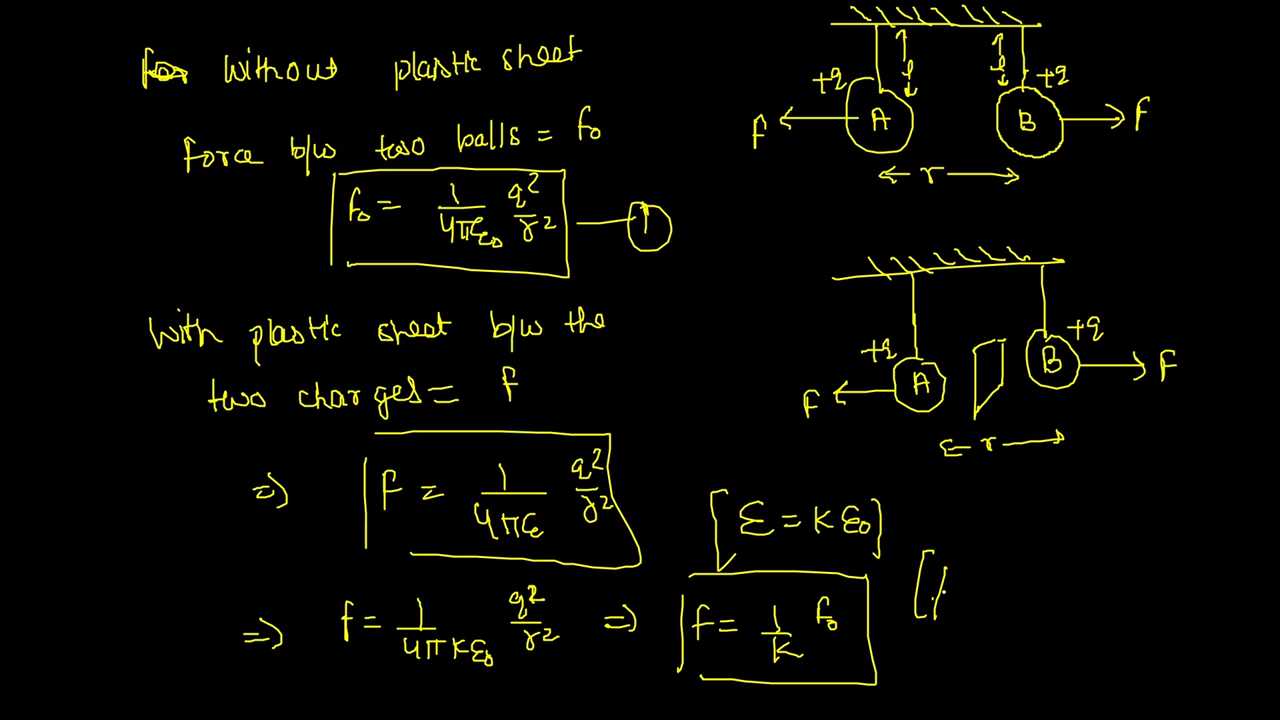 without plastic sheet
force b/w two balls = f₀
f₀ = 1/4πε₀ q²/r² — 1
with plastic sheet b/w the
two charges = f
⇒ F = 1/4πε q²/r²
[ε = kε₀]
⇒ f = 1/4πkε₀ q²/r² ⇒ f = 1/k f₀
+q +q
F A l l B F
r
+q +q
F A B F
r